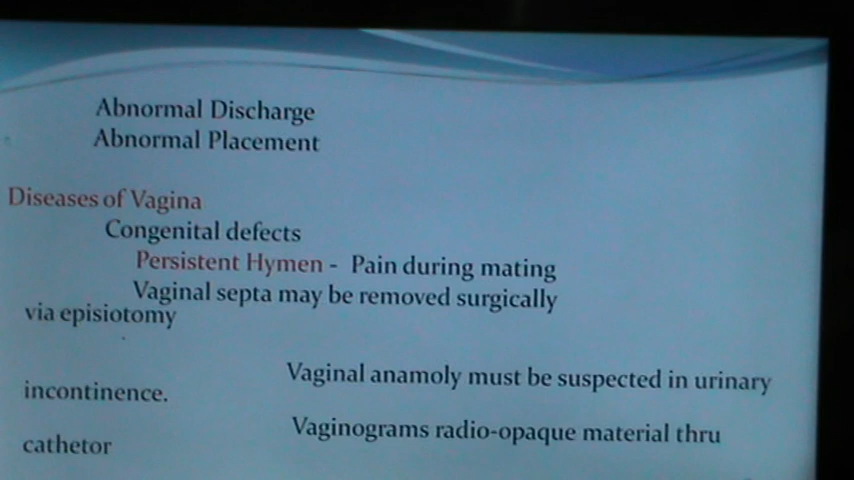 Abnormal Discharge
Abnormal Placement
Diseases of Vagina
Congenital defects
Persistent Hymen - Pain during mating
Vaginal septa may be removed surgically
via episiotomy
Vaginal anamoly must be suspected in urinary
incontinence.
Vaginograms radio-opaque material thru
cathetor